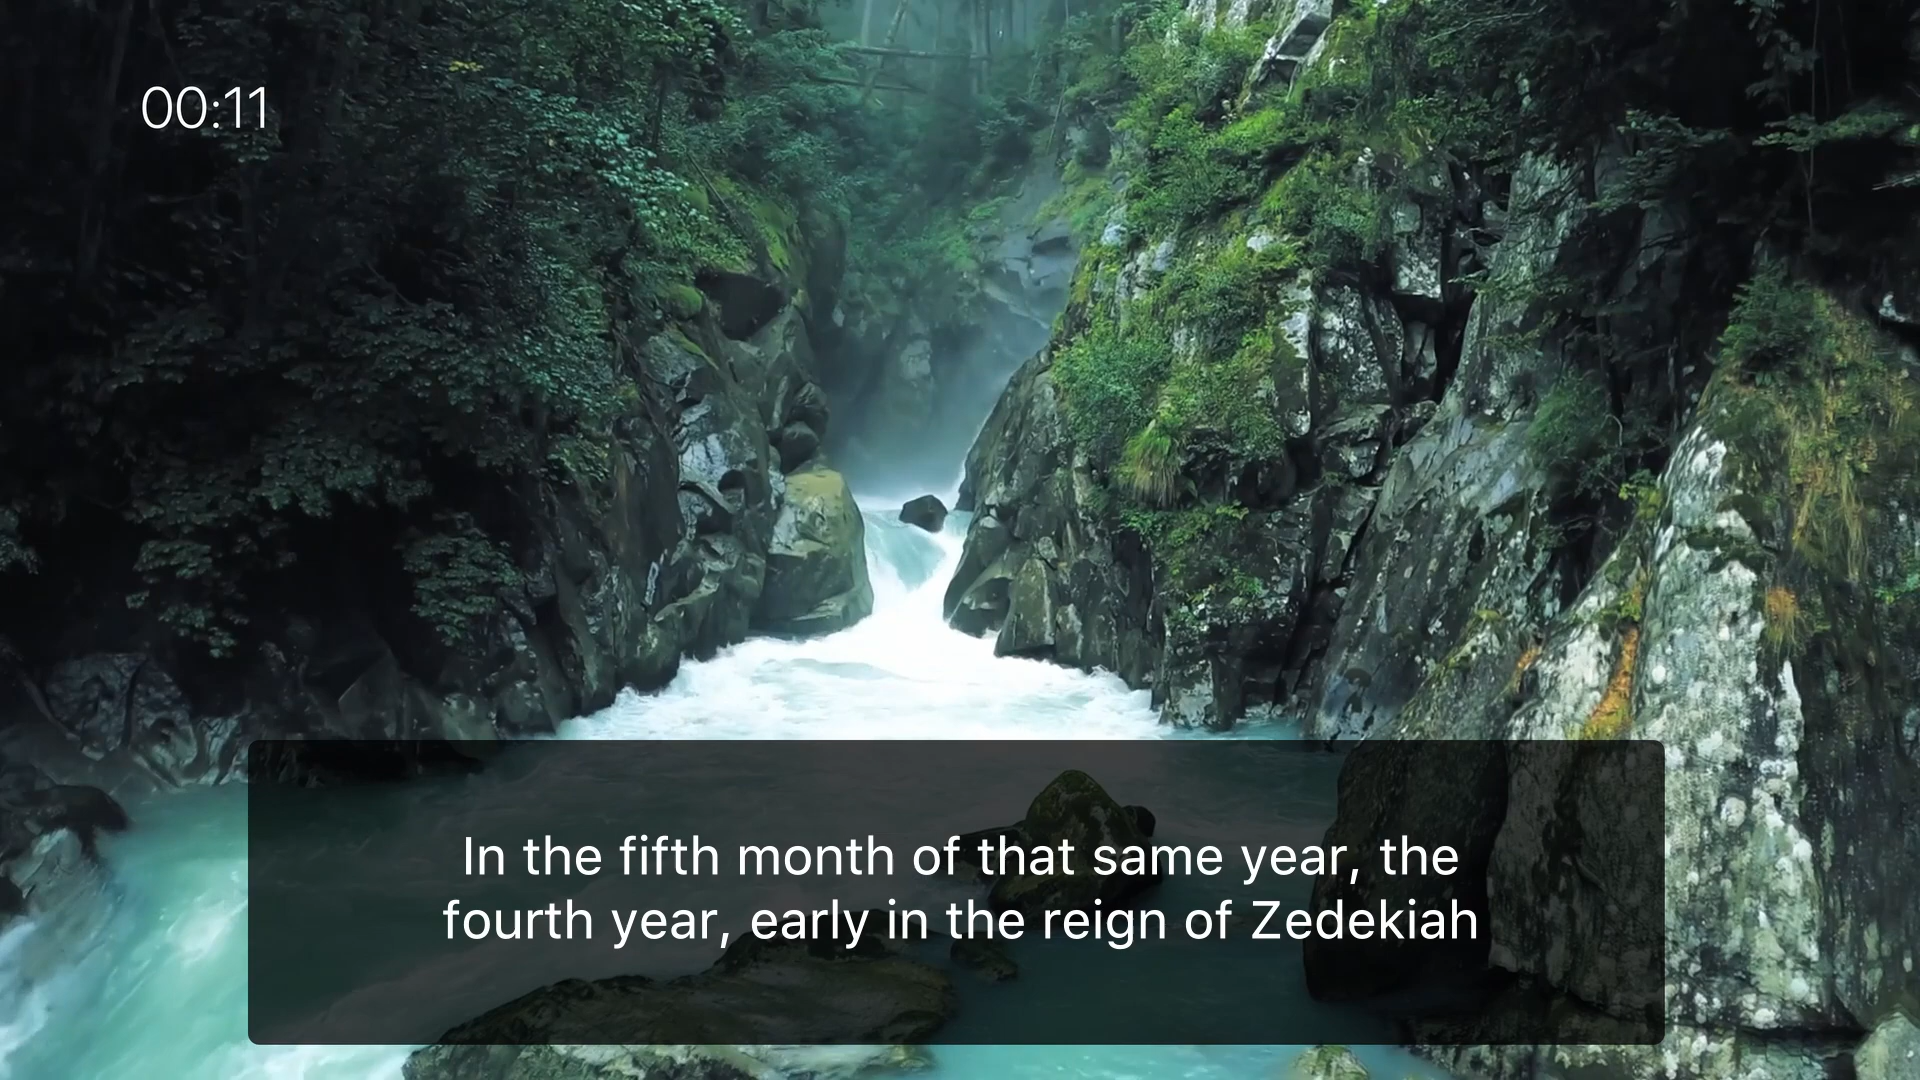 00:11
In the fifth month of that same year, the
fourth year, early in the reign of Zedekiah